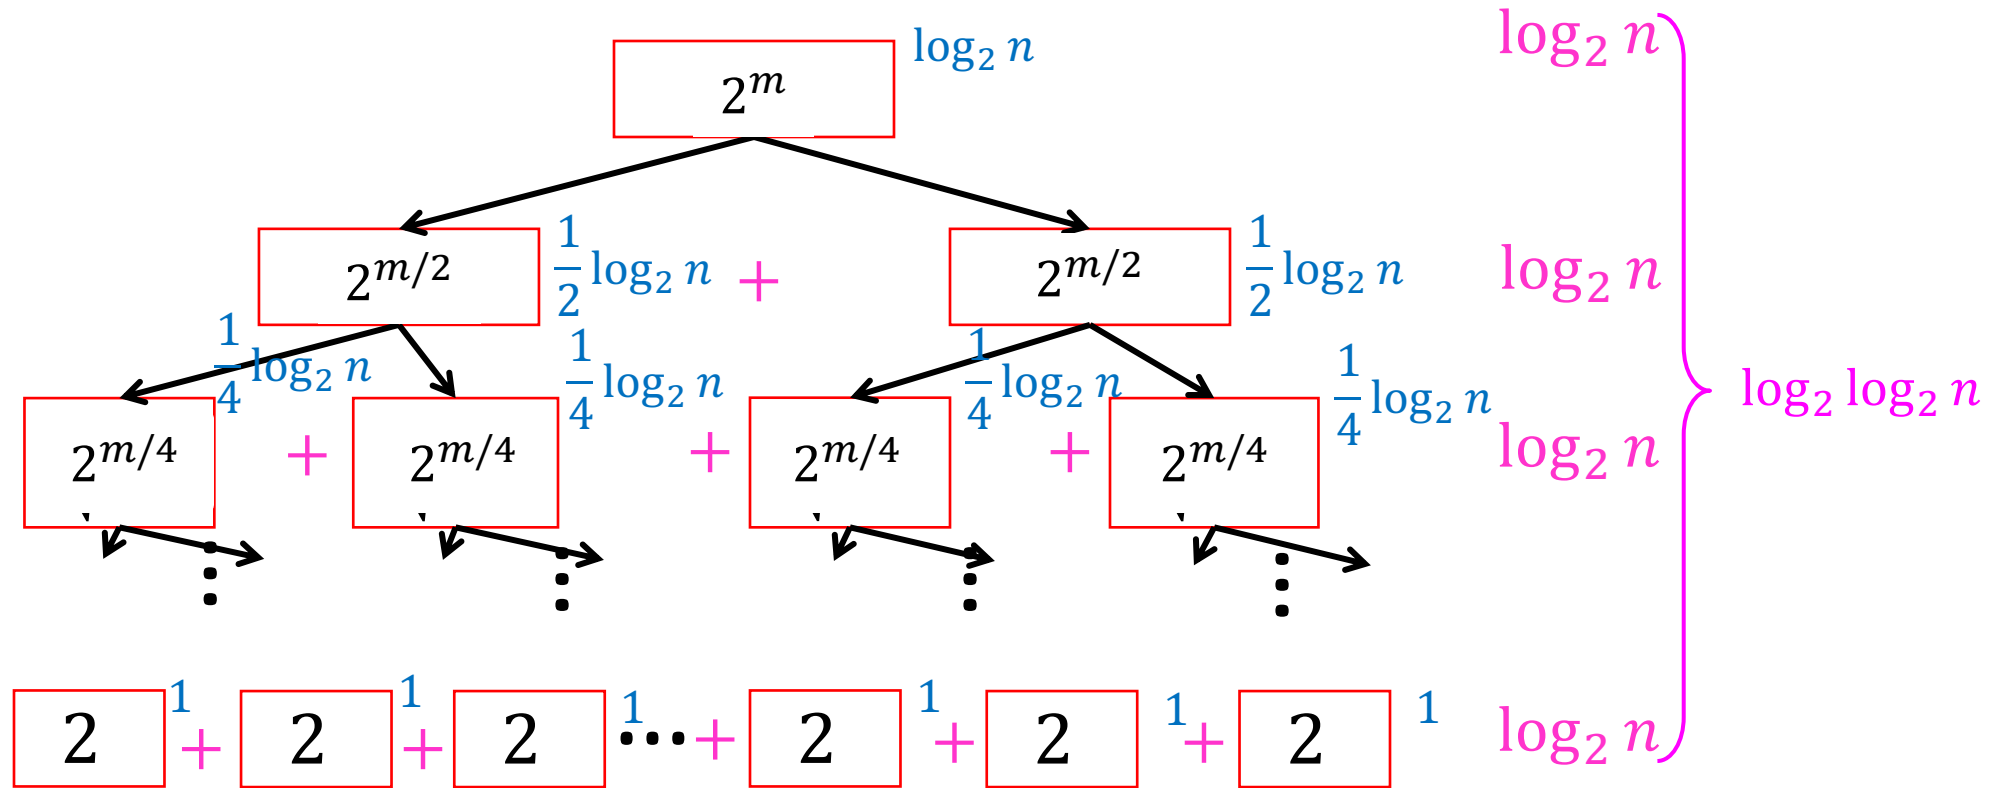 2^m log₂ n log₂ n
2^{m/2} 1/2 log₂ n + 2^{m/2} 1/2 log₂ n log₂ n
1/4 log₂ n 1/4 log₂ n 1/4 log₂ n 1/4 log₂ n log₂ log₂ n
2^{m/4} + 2^{m/4} + 2^{m/4} + 2^{m/4} log₂ n
⋮ ⋮ ⋮ ⋮
2 1 + 2 1 + 2 1 ⋯ + 2 1 + 2 1 + 2 1 log₂ n